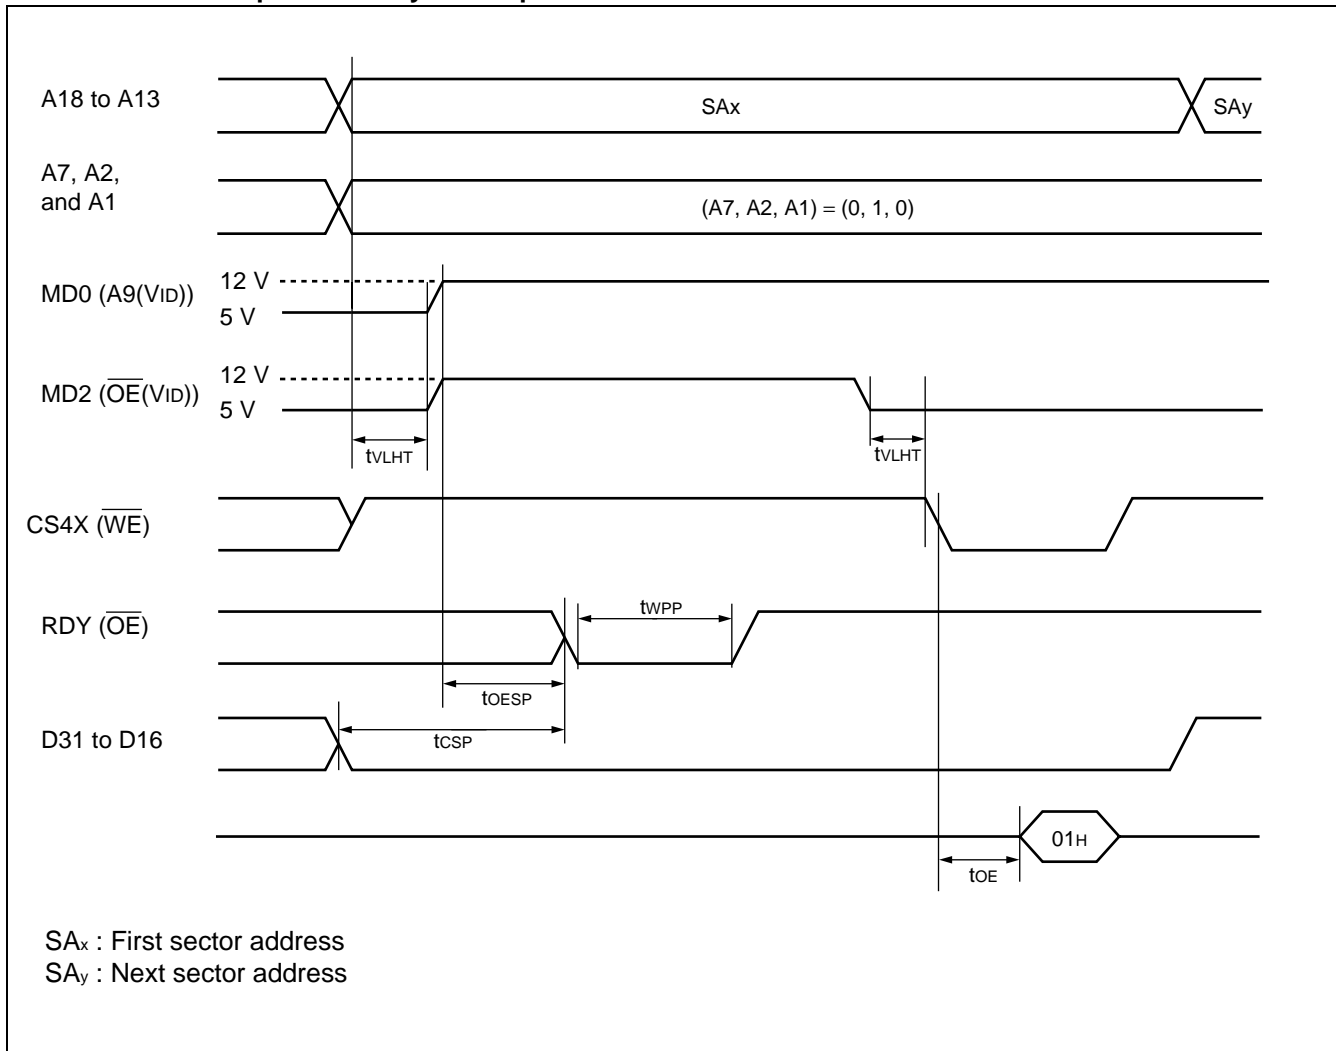 A18 to A13
SAx
SAy
A7, A2,
and A1
(A7, A2, A1) = (0, 1, 0)
MD0 (A9(VID))
12 V
5 V
MD2 (OE(VID))
12 V
5 V
tVLHT
tVLHT
CS4X (WE)
RDY (OE)
tWPP
tOESP
D31 to D16
tCSP
01H
tOE
SAx : First sector address
SAy : Next sector address